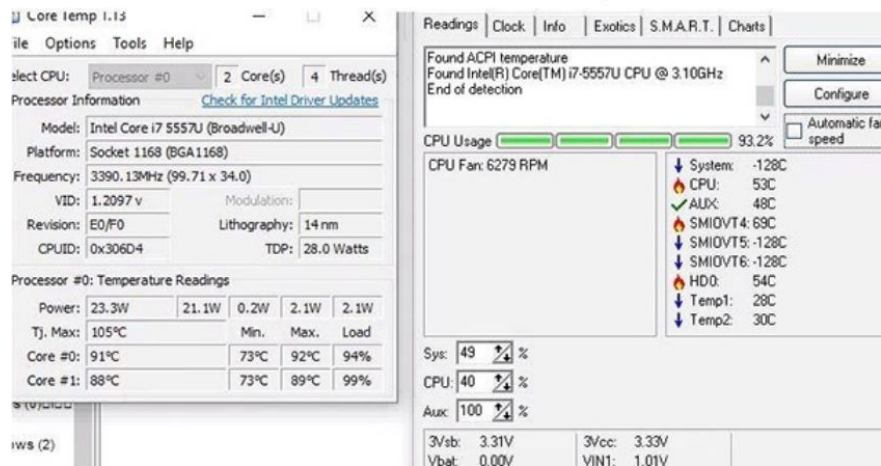 Core Temp 1.13
File Options Tools Help
Select CPU: Processor #0 2 Core(s) 4 Thread(s)
Processor Information Check for Intel Driver Updates
Model: Intel Core i7 5557U (Broadwell-U)
Platform: Socket 1168 (BGA1168)
Frequency: 3390.13MHz (99.71 x 34.0)
VID: 1.2097 v Modulation:
Revision: E0/F0 Lithography: 14 nm
CPUID: 0x306D4 TDP: 28.0 Watts
Processor #0: Temperature Readings
Power: 23.3W 21.1W 0.2W 2.1W 2.1W
Tj. Max: 105°C Min. Max. Load
Core #0: 91°C 73°C 92°C 94%
Core #1: 88°C 73°C 89°C 99%
ows (2)
Readings Clock Info Exotics S.M.A.R.T. Charts
Found ACPI temperature
Found Intel(R) Core(TM) i7-5557U CPU @ 3.10GHz
End of detection
Minimize
Configure
Automatic fan
speed
CPU Usage 93.2%
CPU Fan: 6279 RPM
System: -128C
CPU: 53C
AUX: 48C
SMIOVT4: 69C
SMIOVT5: -128C
SMIOVT6: -128C
HD0: 54C
Temp1: 28C
Temp2: 30C
Sys: 49 %
CPU: 40 %
Aux: 100 %
3Vsb: 3.31V 3Vcc: 3.33V
Vbat: 0.00V VIN1: 1.01V